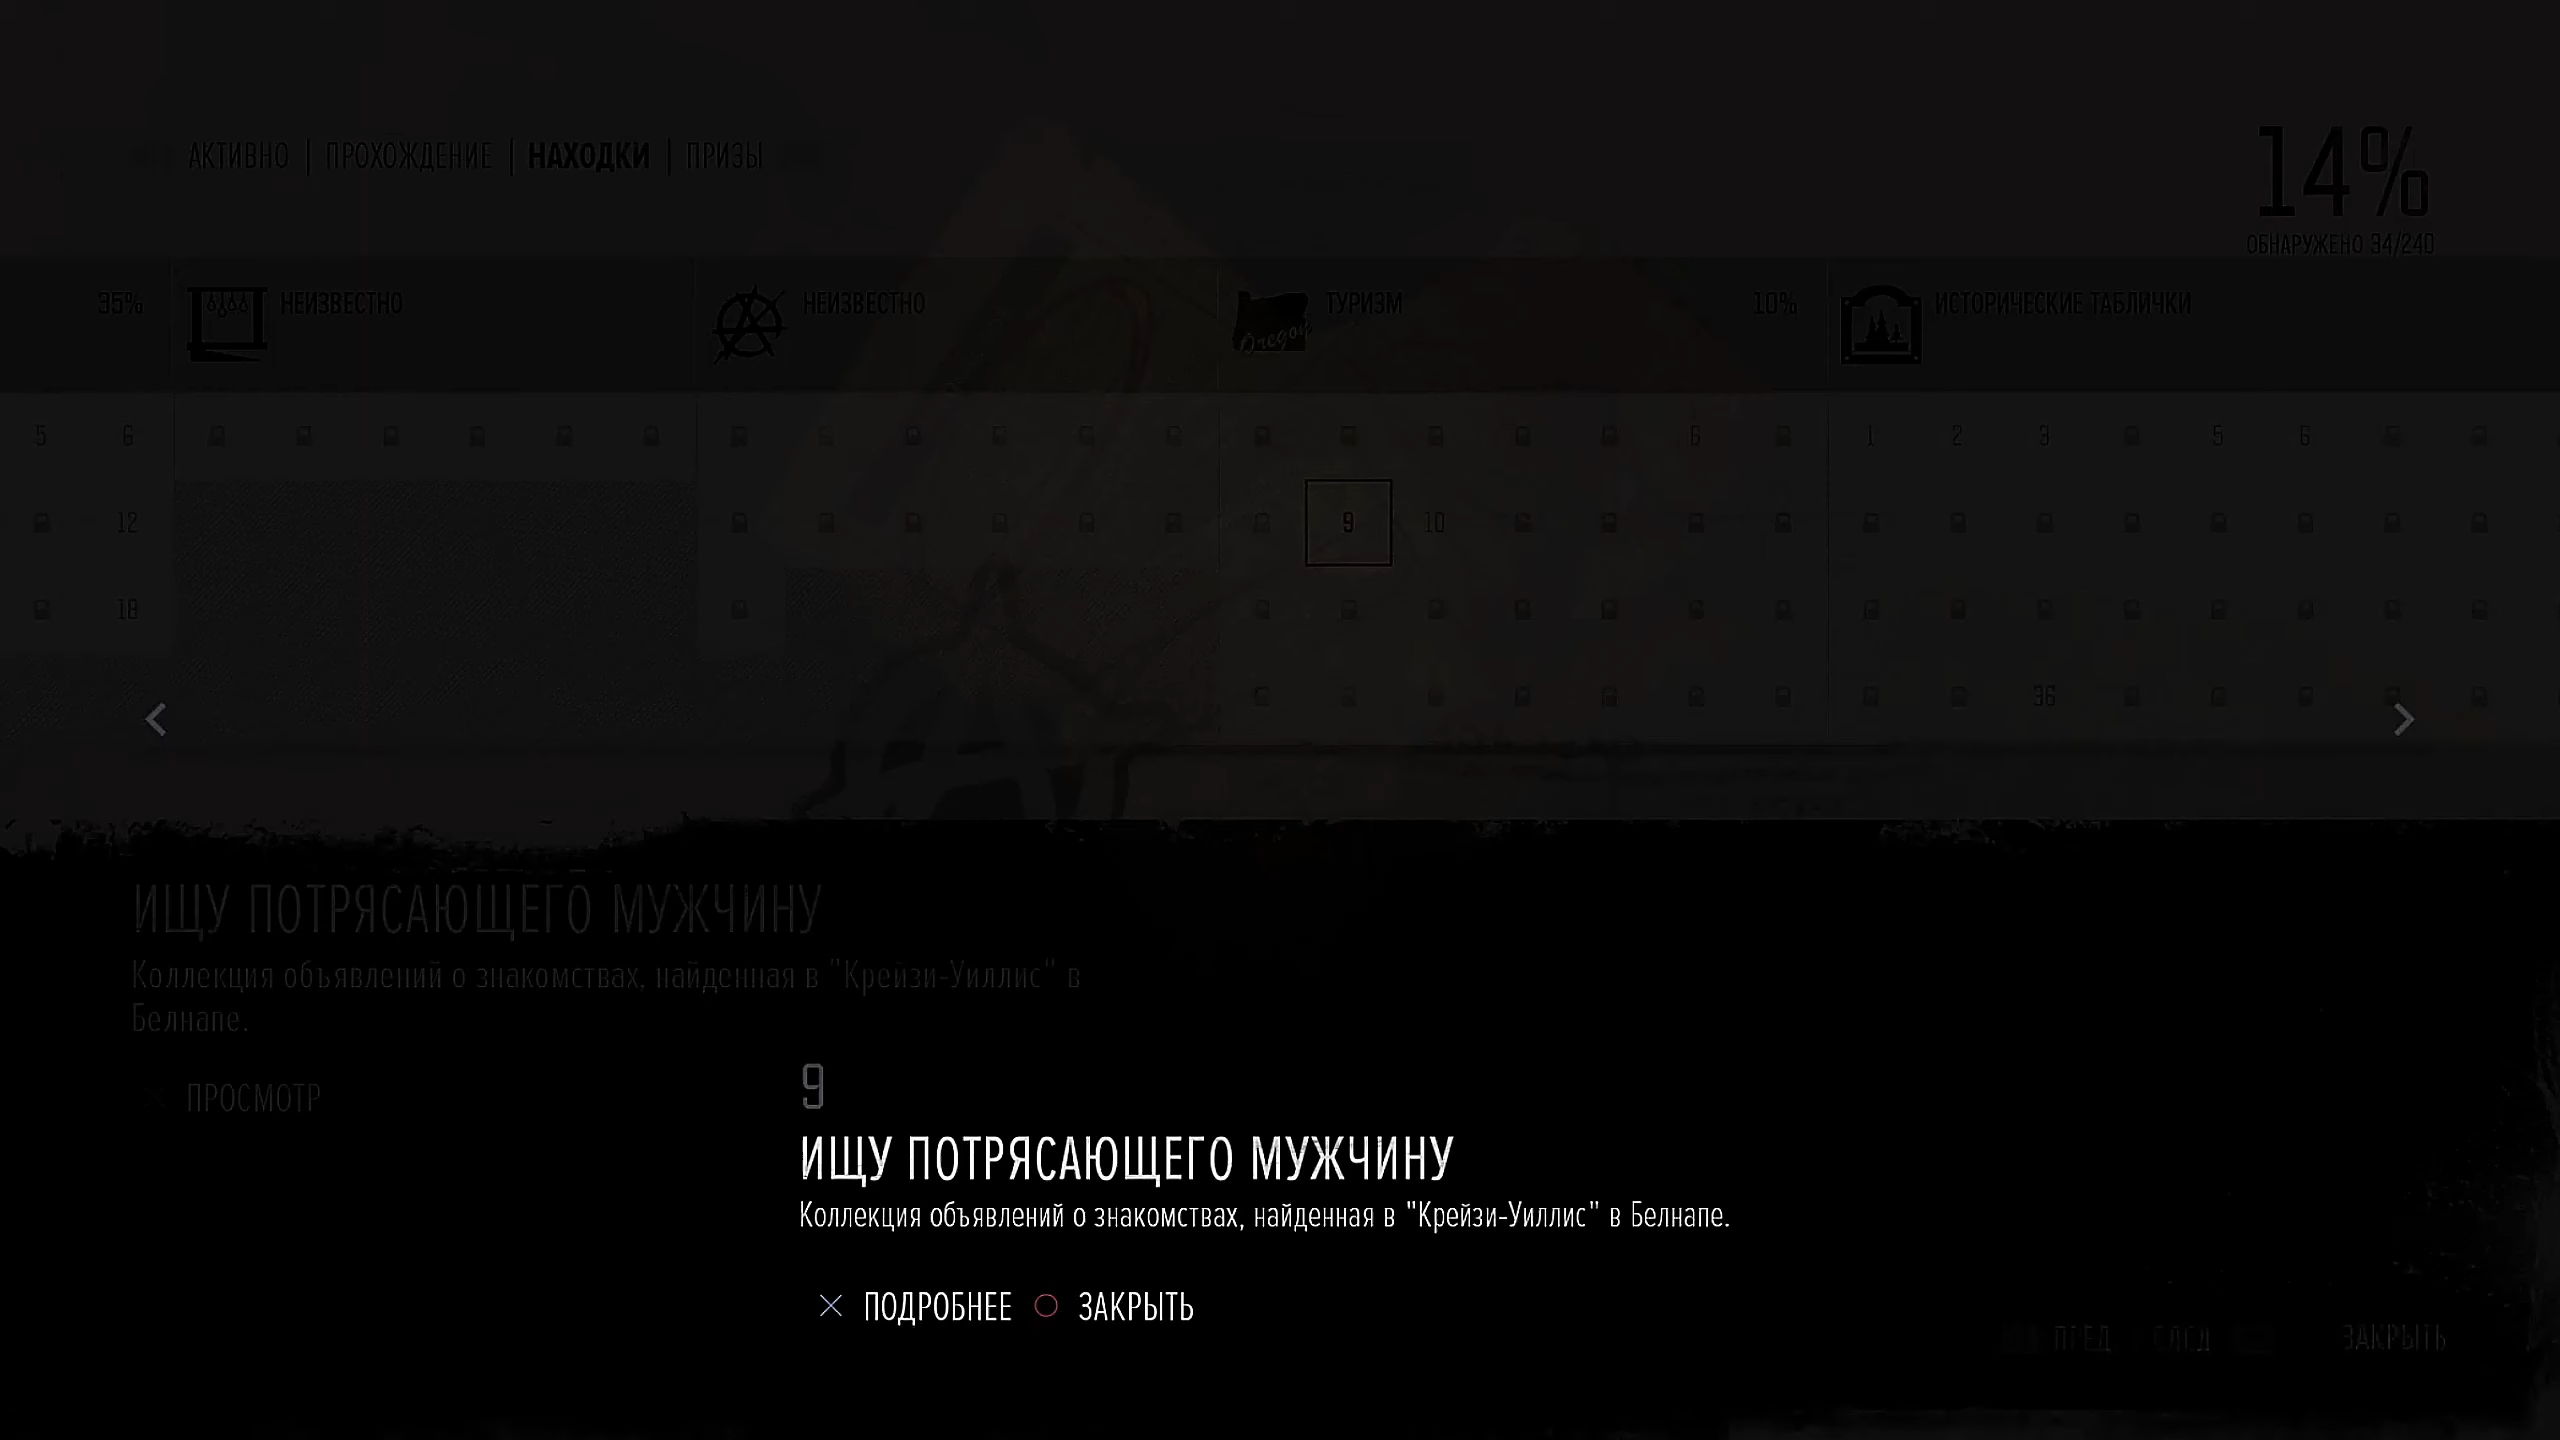 АКТИВНО | ПРОХОЖДЕНИЕ | НАХОДКИ | ПРИЗЫ
14%
ОБНАРУЖЕНО 34/240
35% НЕИЗВЕСТНО НЕИЗВЕСТНО ТУРИЗМ 10% ИСТОРИЧЕСКИЕ ТАБЛИЧКИ
Oregon
5 6 6 1 2 3 5 6
12 9 10
18
36
ИЩУ ПОТРЯСАЮЩЕГО МУЖЧИНУ
Коллекция объявлений о знакомствах, найденная в "Крейзи-Уиллис" в
Белнапе.
ПРОСМОТР
9
ИЩУ ПОТРЯСАЮЩЕГО МУЖЧИНУ
Коллекция объявлений о знакомствах, найденная в "Крейзи-Уиллис" в Белнапе.
ПОДРОБНЕЕ ЗАКРЫТЬ
ПРЕД СЛЕД ЗАКРЫТЬ